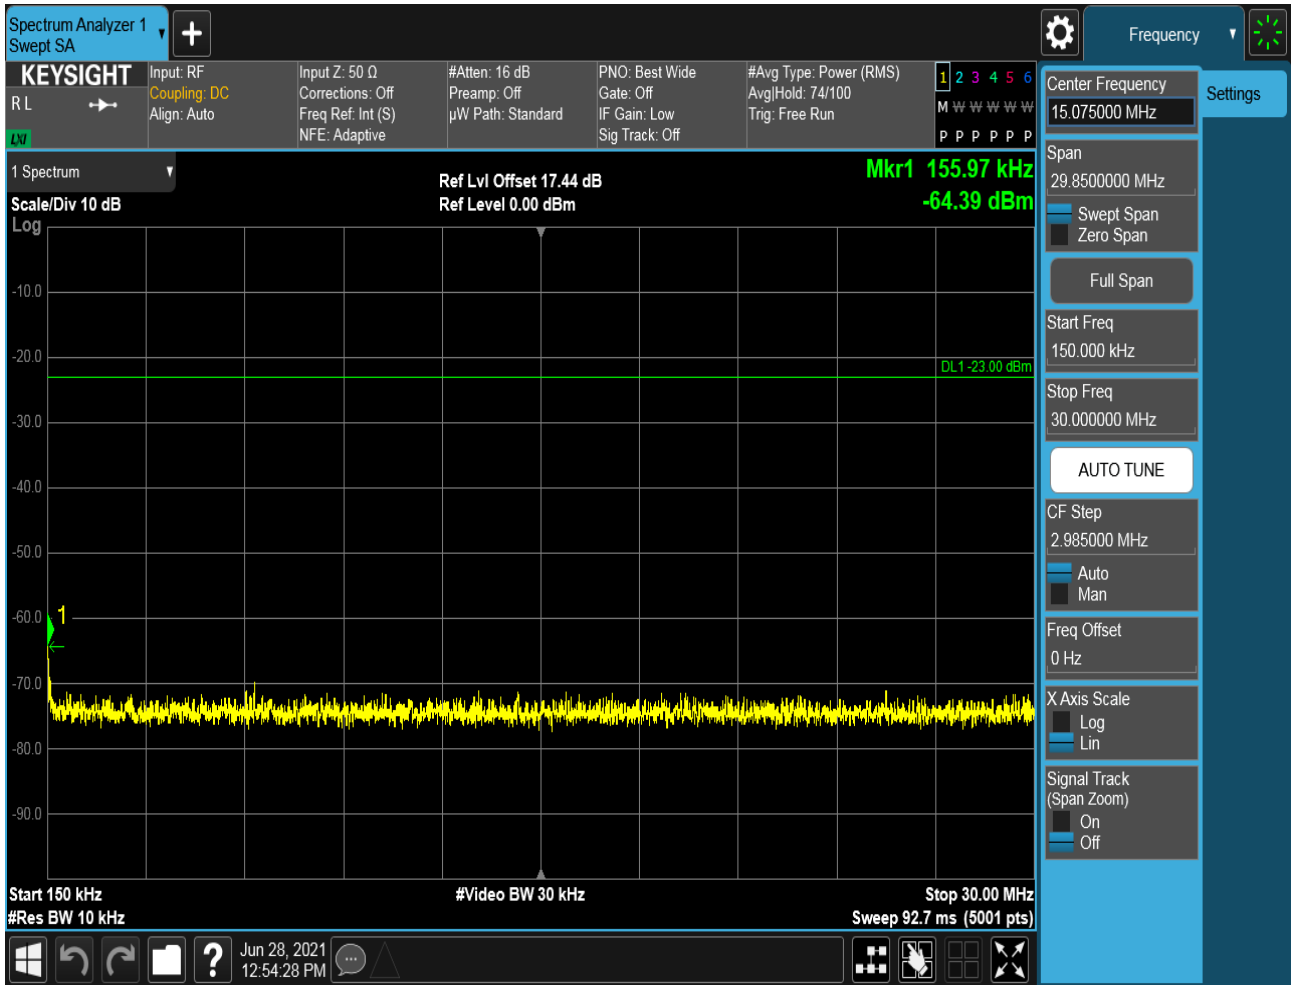 Spectrum Analyzer 1
Swept SA
Frequency
KEYSIGHT
R L
LXI
Input: RF
Coupling: DC
Align: Auto
Input Z: 50 Ω
Corrections: Off
Freq Ref: Int (S)
NFE: Adaptive
#Atten: 16 dB
Preamp: Off
µW Path: Standard
PNO: Best Wide
Gate: Off
IF Gain: Low
Sig Track: Off
#Avg Type: Power (RMS)
Avg|Hold: 74/100
Trig: Free Run
1 2 3 4 5 6
M W W W W W
P P P P P P
1 Spectrum
Scale/Div 10 dB
Log
Ref Lvl Offset 17.44 dB
Ref Level 0.00 dBm
Mkr1 155.97 kHz
-64.39 dBm
-10.0
-20.0
DL1 -23.00 dBm
-30.0
-40.0
-50.0
-60.0
1
-70.0
-80.0
-90.0
Start 150 kHz
#Res BW 10 kHz
#Video BW 30 kHz
Stop 30.00 MHz
Sweep 92.7 ms (5001 pts)
?
Jun 28, 2021
12:54:28 PM
Center Frequency
15.075000 MHz
Settings
Span
29.8500000 MHz
Swept Span
Zero Span
Full Span
Start Freq
150.000 kHz
Stop Freq
30.000000 MHz
AUTO TUNE
CF Step
2.985000 MHz
Auto
Man
Freq Offset
0 Hz
X Axis Scale
Log
Lin
Signal Track
(Span Zoom)
On
Off